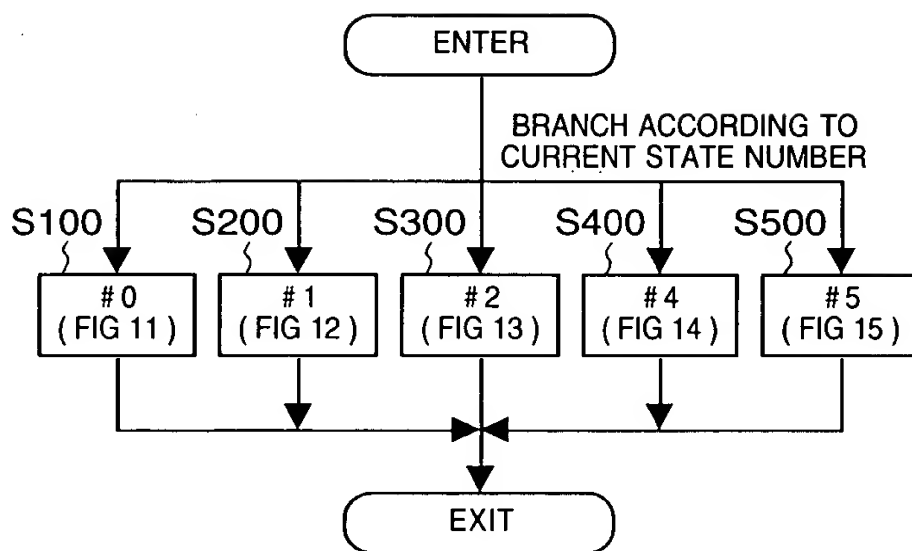 ENTER
BRANCH ACCORDING TO
CURRENT STATE NUMBER
S100 S200 S300 S400 S500
#0 #1 #2 #4 #5
(FIG 11) (FIG 12) (FIG 13) (FIG 14) (FIG 15)
EXIT